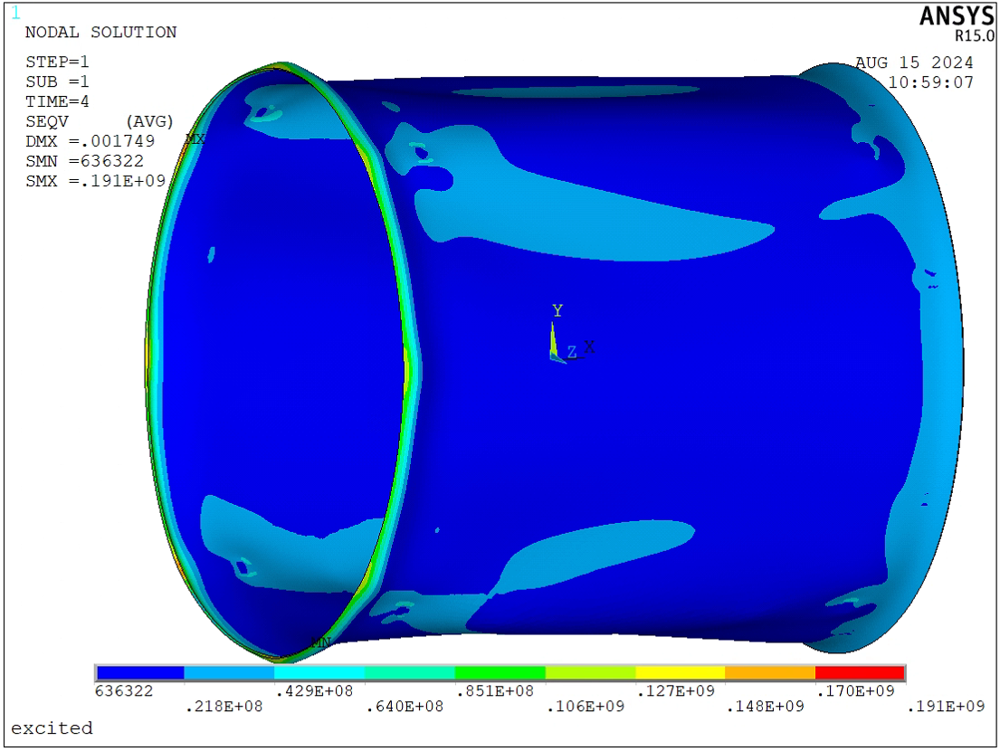 1
NODAL SOLUTION
STEP=1
SUB =1
TIME=4
SEQV (AVG)
DMX =.001749
SMN =636322
SMX =.191E+09
ANSYS
R15.0
AUG 15 2024
10:59:07
MX
Y
Z X
MN
636322 .429E+08 .851E+08 .127E+09 .170E+09
.218E+08 .640E+08 .106E+09 .148E+09 .191E+09
excited